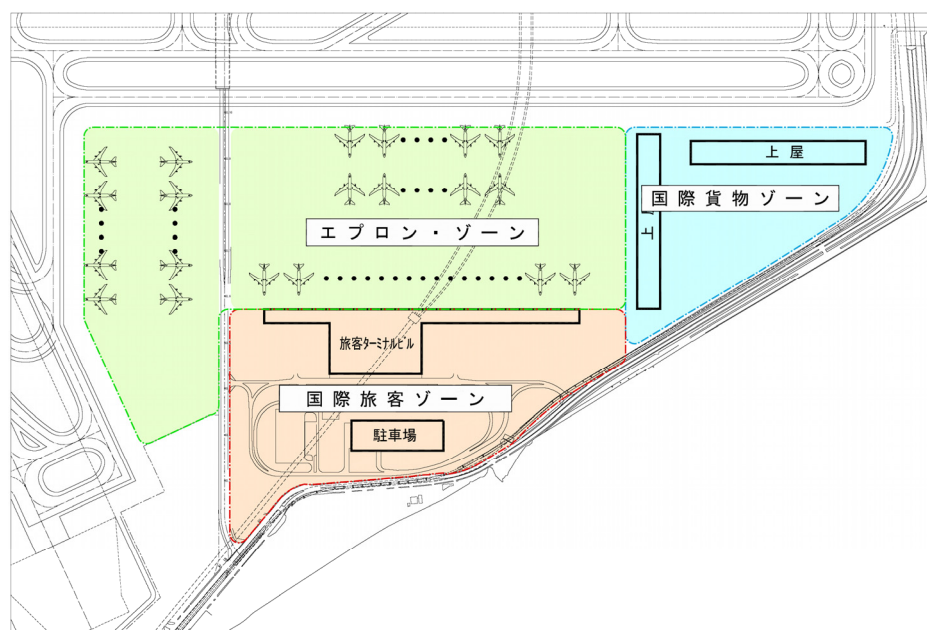 上屋
国際貨物ゾーン
上
エプロン・ゾーン
旅客ターミナルビル
国際旅客ゾーン
駐車場